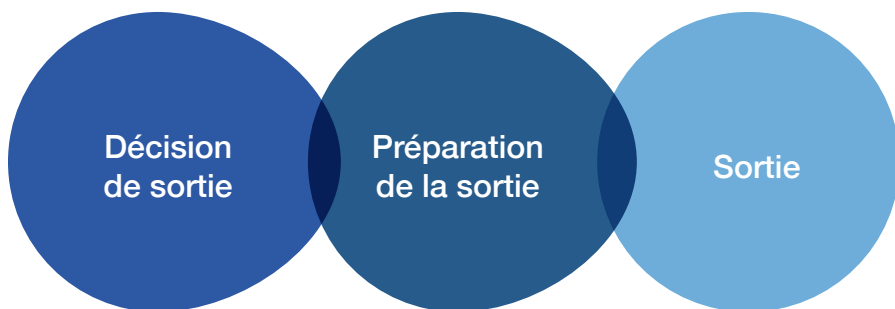 Décision
de sortie
Préparation
de la sortie
Sortie